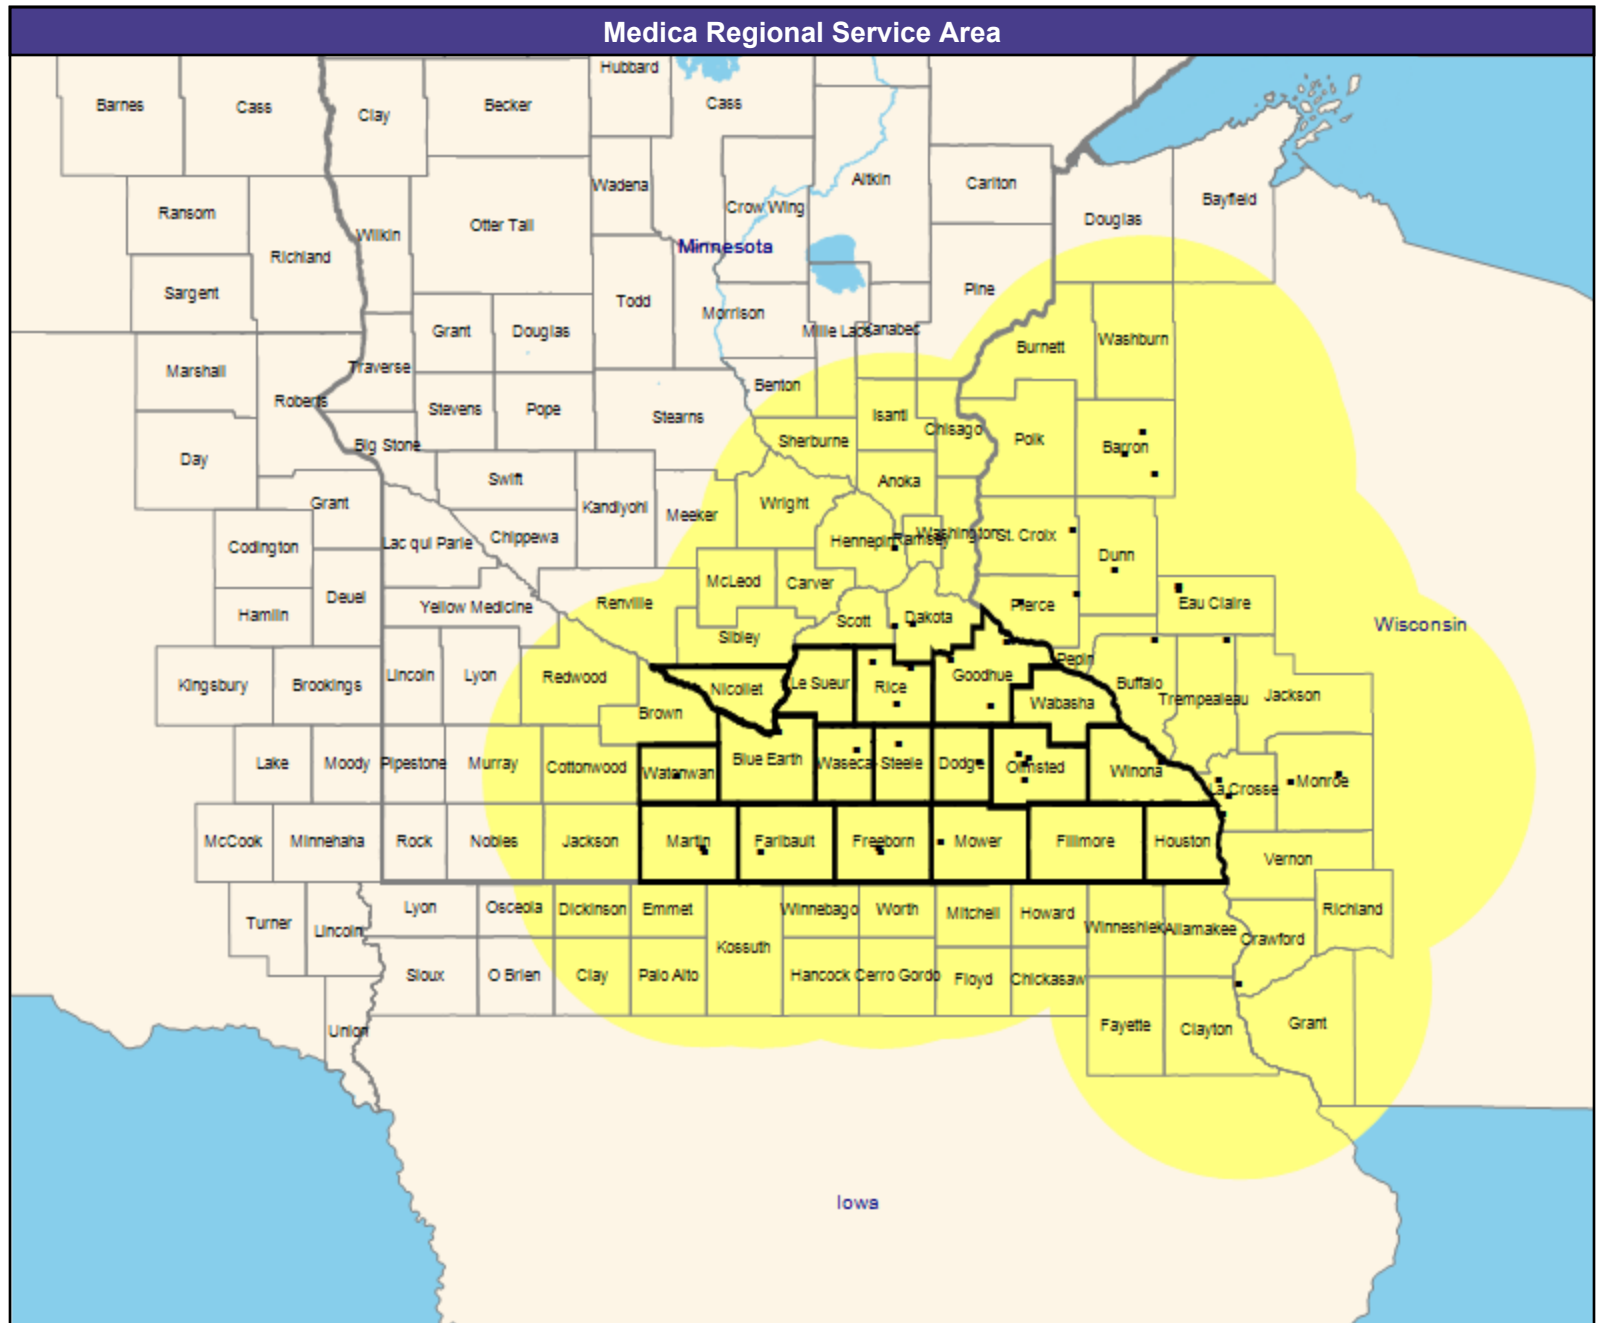 Medica Regional Service Area
Hubbard
Barnes
Cass
Clay
Becker
Cass
Wadena
Aitkin
Carlton
Ransom
Crow Wing
Douglas
Bayfield
Richland
Wilkin
Otter Tail
Minnesota
Sargent
Todd
Pine
Morrison
Grant
Douglas
Mille Lacs
Kanabec
Burnett
Washburn
Marshall
Traverse
Benton
Roberts
Stevens
Pope
Stearns
Isanti
Chisago
Polk
Barron
Big Stone
Sherburne
Day
Swift
Anoka
Grant
Kandiyohi
Meeker
Wright
Codington
Lac qui Parle
Chippewa
Hennepin
Ramsey
Washington
St. Croix
Dunn
Deuel
Hamlin
Yellow Medicine
Renville
McLeod
Carver
Scott
Dakota
Pierce
Eau Claire
Wisconsin
Sibley
Kingsbury
Brookings
Lincoln
Lyon
Redwood
Nicollet
Le Sueur
Rice
Goodhue
Pepin
Buffalo
Trempealeau
Jackson
Brown
Wabasha
Lake
Moody
Pipestone
Murray
Cottonwood
Watonwan
Blue Earth
Waseca
Steele
Dodge
Olmsted
Winona
La Crosse
Monroe
McCook
Minnehaha
Rock
Nobles
Jackson
Martin
Faribault
Freeborn
Mower
Fillmore
Houston
Vernon
Turner
Lincoln
Lyon
Osceola
Dickinson
Emmet
Kossuth
Winnebago
Worth
Mitchell
Howard
Winneshiek
Allamakee
Crawford
Richland
Sioux
O Brien
Clay
Palo Alto
Hancock
Cerro Gordo
Floyd
Chickasaw
Union
Fayette
Clayton
Grant
Iowa